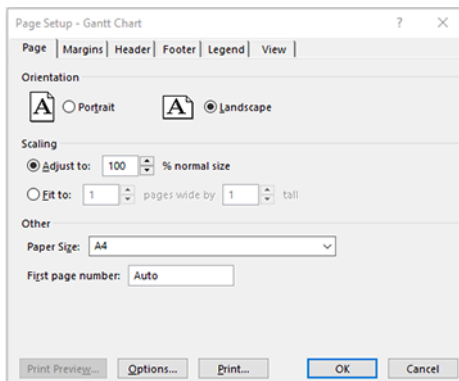 Page Setup - Gantt Chart ? ×
Page Margins Header Footer Legend View
Orientation
A Portrait A Landscape
Scaling
Adjust to: 100 % normal size
Fit to: 1 pages wide by 1 tall
Other
Paper Size: A4
First page number: Auto
Print Preview... Options... Print... OK Cancel